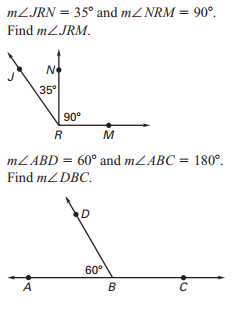 m∠JRN = 35° and m∠NRM = 90°.
Find m∠JRM.
J
N
35°
90°
R
M
m∠ABD = 60° and m∠ABC = 180°.
Find m∠DBC.
D
60°
A
B
C